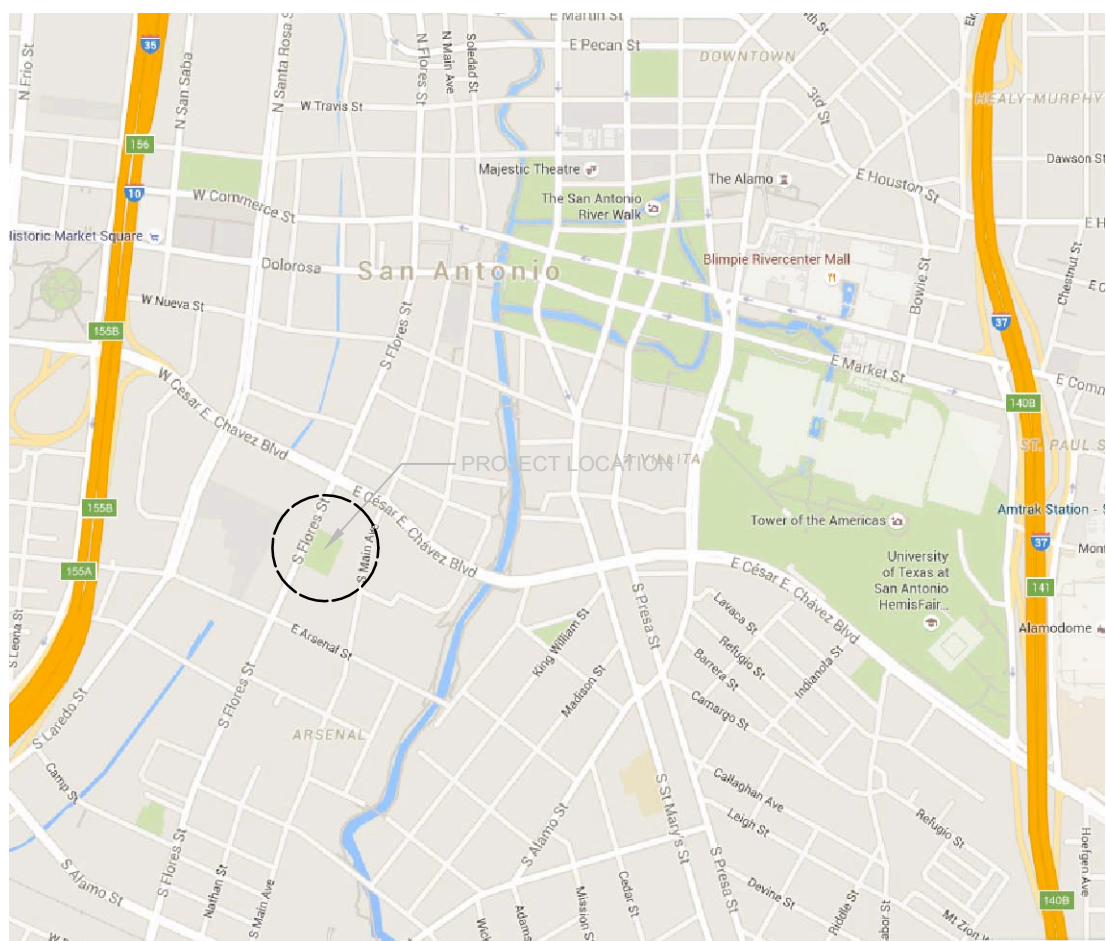 E Martin St
E Pecan St
DOWNTOWN
35
N Frio St
N San Saba
N Santa Rosa S
N Flores St
N Main Ave
Soledad St
W Travis St
3rd St
HEALY-MURPHY
156
Majestic Theatre
The Alamo
E Houston St
Dawson St
10
W Commerce St
The San Antonio
River Walk
E H
Historic Market Square
Dolorosa
San Antonio
Blimpie Rivercenter Mall
Bowie St
Chestnut St
W Nueva St
E C
155B
S Flores St
37
E Market St
E Comm
W César E. Chavez Blvd
140B
ST. PAUL S
PROJECT LOCATION
VILLITA
155B
E César E. Chávez Blvd
S Flores St
S Main Ave
Tower of the Americas
Amtrak Station - S
37
Mont
University
of Texas at
San Antonio
HemisFair...
155A
E César E. Chávez Blvd
141
Alamodome
S Leona St
E Arsenal St
King William St
Madison St
S Presa St
Lavaca St
Refugio St
Barrera St
Indianola St
Camargo St
S Flores St
S Laredo St
ARSENAL
Camp St
Callaghan Ave
Leigh St
Refugio St
S Alamo St
S St Mary's St
S Presa St
Hoefgen Ave
S Alamo St
S Flores St
Nathan St
S Main Ave
Cedar St
Mission S
Adams
Wick
Devine St
Riddle St
abor St
Mt Zion W
140B